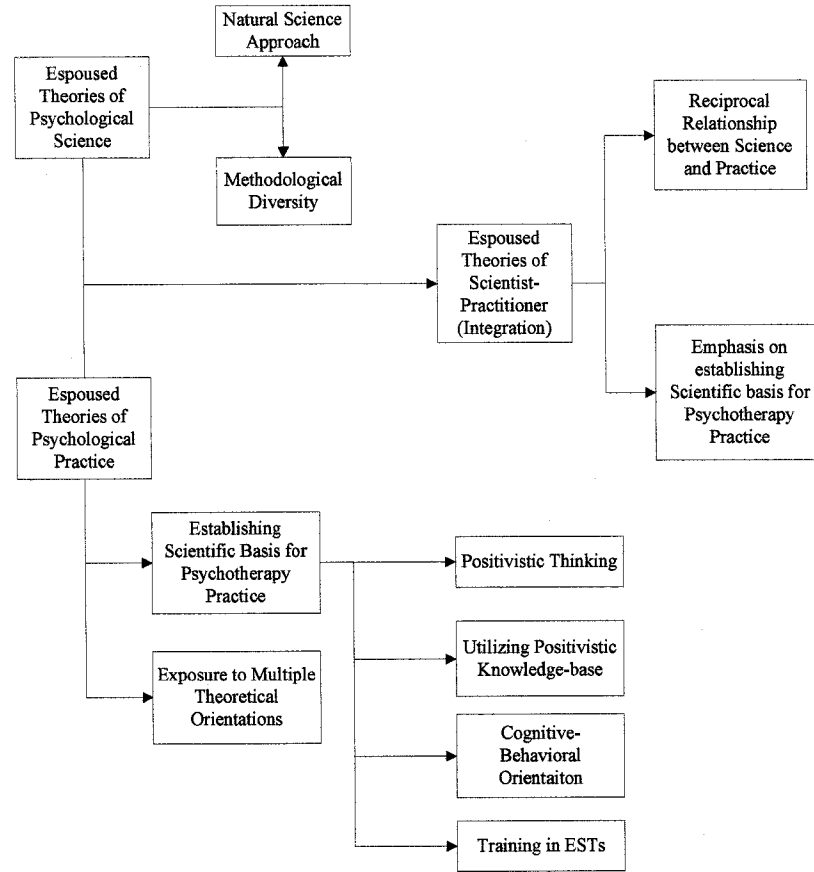 Natural Science
Approach
Espoused
Theories of
Psychological
Science
Methodological
Diversity
Reciprocal
Relationship
between Science
and Practice
Espoused
Theories of
Scientist-
Practitioner
(Integration)
Emphasis on
establishing
Scientific basis for
Psychotherapy
Practice
Espoused
Theories of
Psychological
Practice
Establishing
Scientific Basis for
Psychotherapy
Practice
Exposure to Multiple
Theoretical
Orientations
Positivistic Thinking
Utilizing Positivistic
Knowledge-base
Cognitive-
Behavioral
Orientaiton
Training in ESTs